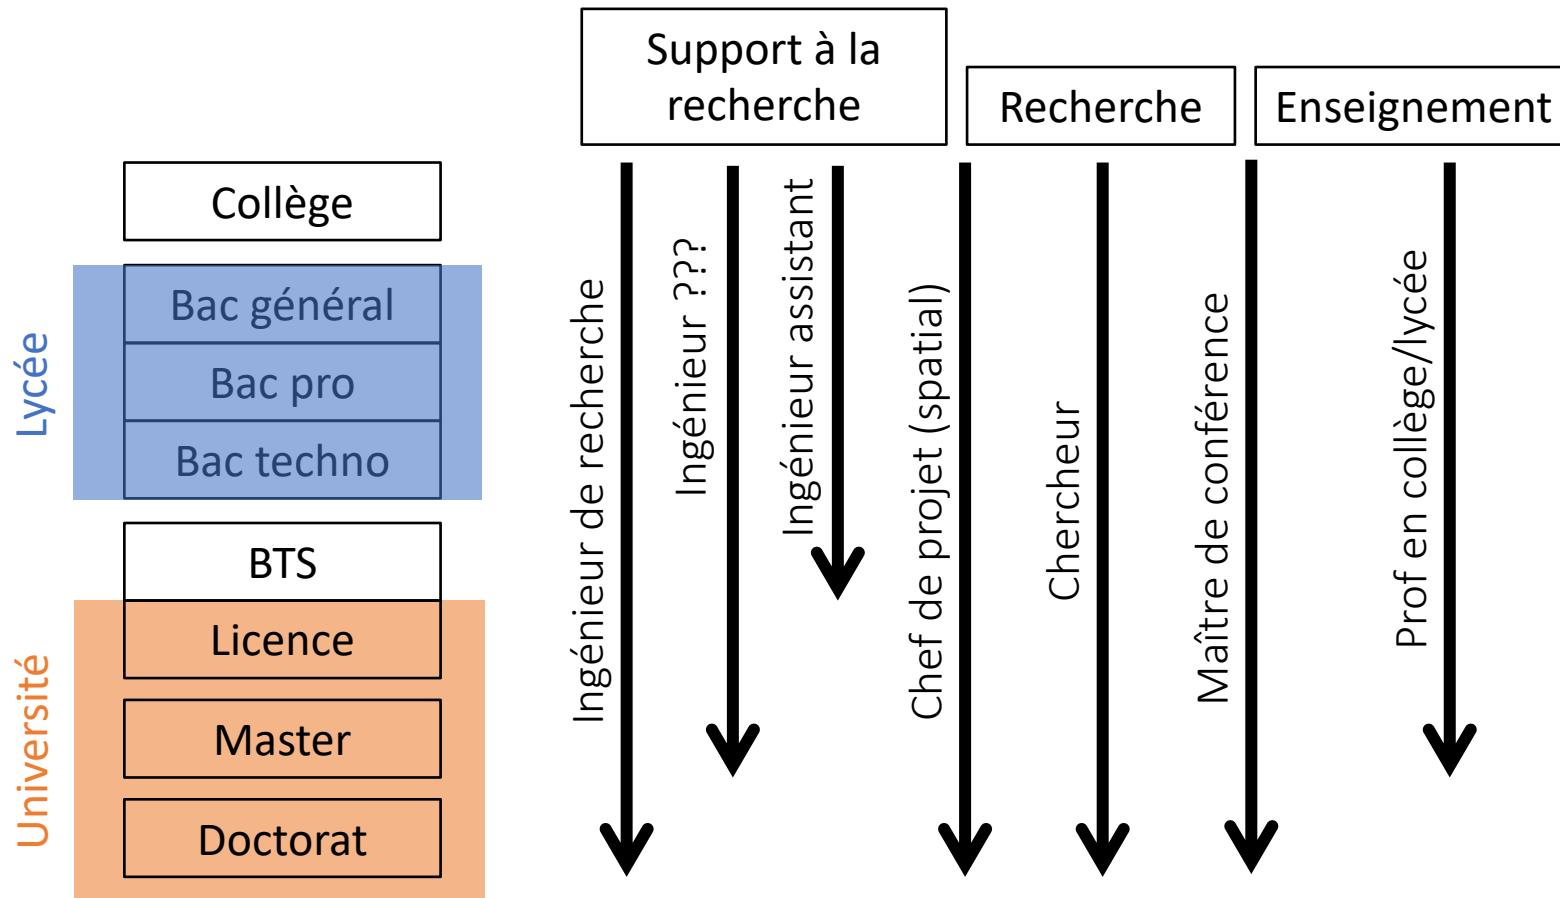 Support à la
recherche
Recherche
Enseignement
Collège
Lycée
Bac général
Bac pro
Bac techno
BTS
Université
Licence
Master
Doctorat
Ingénieur de recherche
Ingénieur ???
Ingénieur assistant
Chef de projet (spatial)
Chercheur
Maître de conférence
Prof en collège/lycée